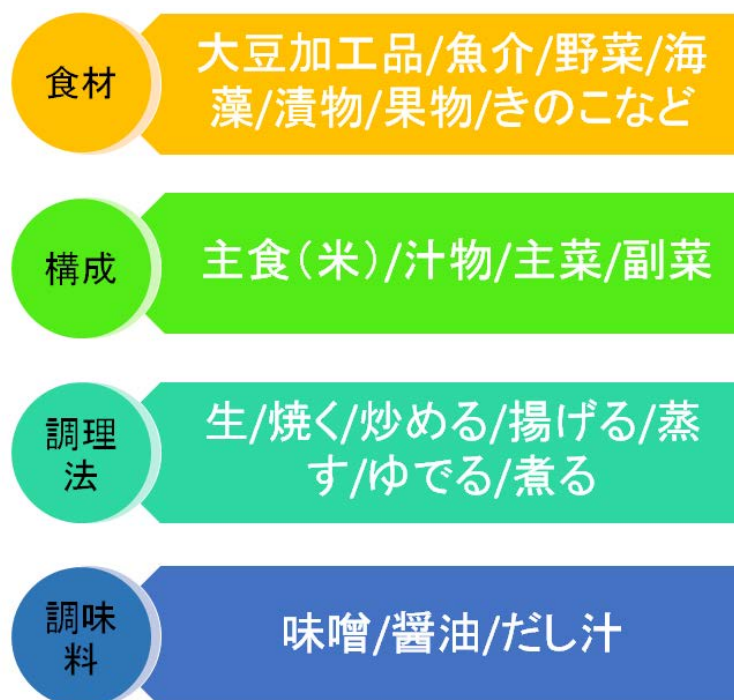 食材
大豆加工品/魚介/野菜/海
藻/漬物/果物/きのこなど
構成
主食(米)/汁物/主菜/副菜
調理
法
生/焼く/炒める/揚げる/蒸
す/ゆでる/煮る
調味
料
味噌/醤油/だし汁